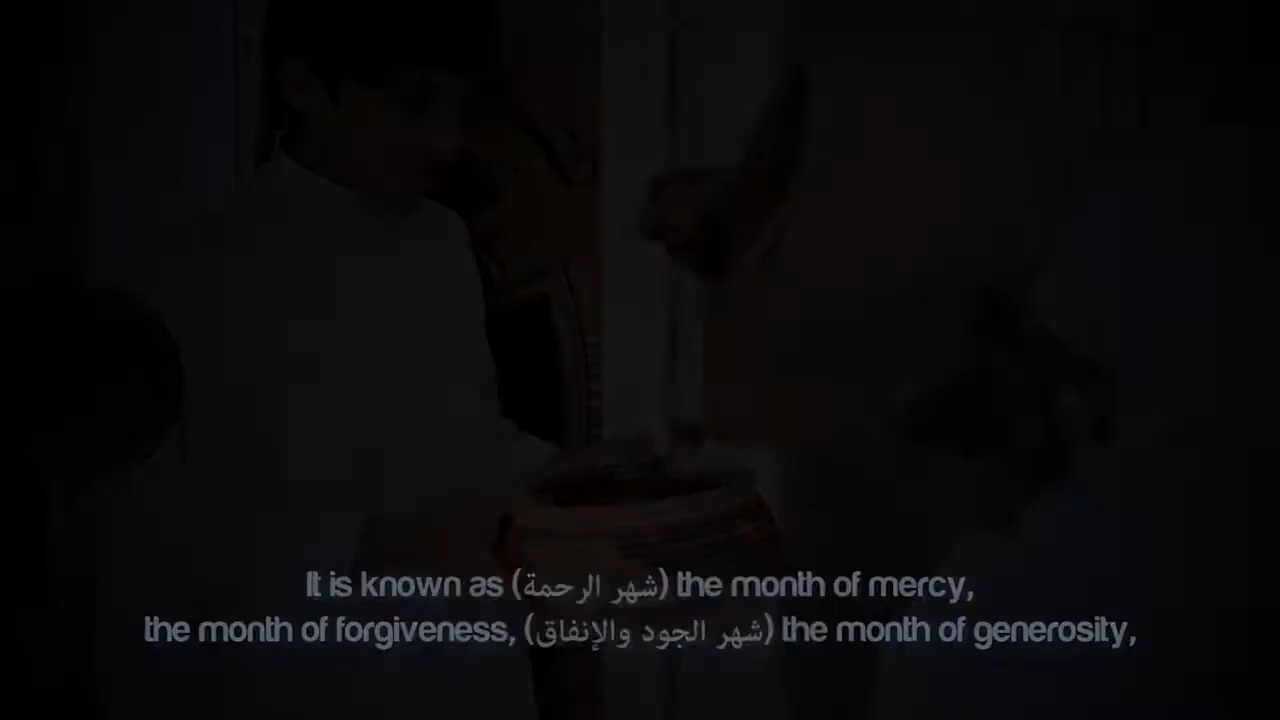 It is known as (شهر الرحمة) the month of mercy,
the month of forgiveness, (شهر الجود والإنفاق) the month of generosity,